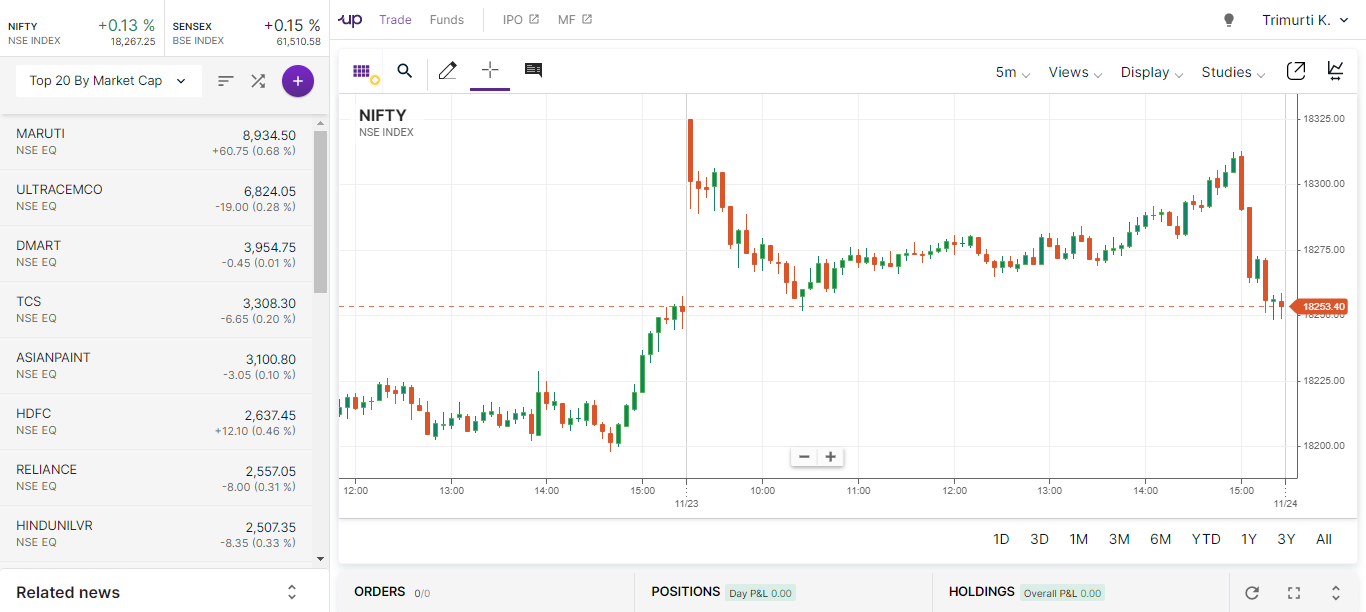 NIFTY +0.13 %
NSE INDEX 18,267.25
SENSEX +0.15 %
BSE INDEX 61,510.58
up Trade Funds IPO MF Trimurti K.
Top 20 By Market Cap +
MARUTI 8,934.50
NSE EQ +60.75 (0.68 %)
ULTRACEMCO 6,824.05
NSE EQ -19.00 (0.28 %)
DMART 3,954.75
NSE EQ -0.45 (0.01 %)
TCS 3,308.30
NSE EQ -6.65 (0.20 %)
ASIANPAINT 3,100.80
NSE EQ -3.05 (0.10 %)
HDFC 2,637.45
NSE EQ +12.10 (0.46 %)
RELIANCE 2,557.05
NSE EQ -8.00 (0.31 %)
HINDUNILVR 2,507.35
NSE EQ -8.35 (0.33 %)
Related news
5m Views Display Studies
NIFTY
NSE INDEX
18325.00
18300.00
18275.00
18253.40
18250.00
18225.00
18200.00
− +
12:00 13:00 14:00 15:00 10:00 11:00 12:00 13:00 14:00 15:00
11/23 11/24
1D 3D 1M 3M 6M YTD 1Y 3Y All
ORDERS 0/0 POSITIONS Day P&L 0.00 HOLDINGS Overall P&L 0.00